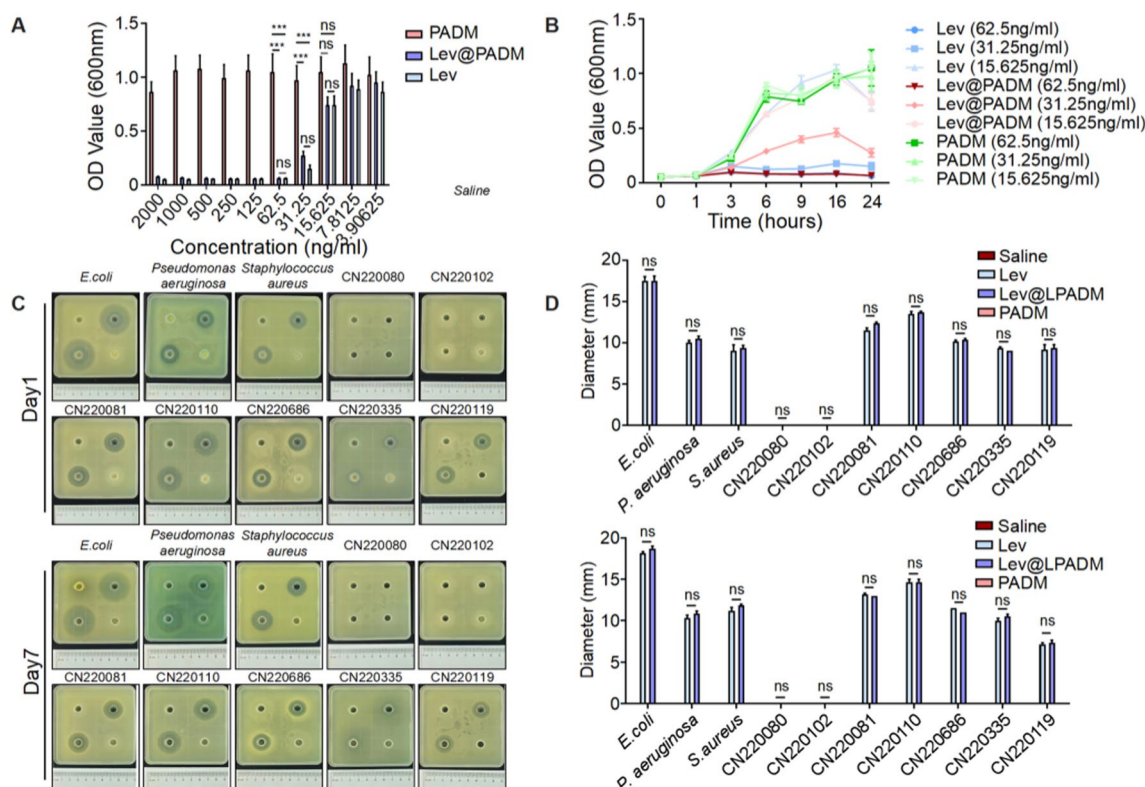 A
OD Value (600nm)
1.5
1.0
0.5
0.0
***
***
ns
***
***
ns
ns
ns
ns
PADM
Lev@PADM
Lev
Saline
2000
1000
500
250
125
62.5
31.25
15.625
7.8125
3.90625
Concentration (ng/ml)
B
OD Value (600nm)
1.5
1.0
0.5
0.0
0 1 3 6 9 16 24
Time (hours)
Lev (62.5ng/ml)
Lev (31.25ng/ml)
Lev (15.625ng/ml)
Lev@PADM (62.5ng/ml)
Lev@PADM (31.25ng/ml)
Lev@PADM (15.625ng/ml)
PADM (62.5ng/ml)
PADM (31.25ng/ml)
PADM (15.625ng/ml)
C
Day1
E.coli
Pseudomonas
aeruginosa
Staphylococcus
aureus
CN220080
CN220102
CN220081
CN220110
CN220686
CN220335
CN220119
Day7
E.coli
Pseudomonas
aeruginosa
Staphylococcus
aureus
CN220080
CN220102
CN220081
CN220110
CN220686
CN220335
CN220119
D
Diameter (mm)
20
10
0
ns
ns
ns
ns
ns
ns
ns
ns
ns
ns
Saline
Lev
Lev@LPADM
PADM
E.coli
P. aeruginosa
S.aureus
CN220080
CN220102
CN220081
CN220110
CN220686
CN220335
CN220119
Diameter (mm)
20
15
10
5
0
ns
ns
ns
ns
ns
ns
ns
ns
ns
ns
Saline
Lev
Lev@LPADM
PADM
E.coli
P. aeruginosa
S.aureus
CN220080
CN220102
CN220081
CN220110
CN220686
CN220335
CN220119